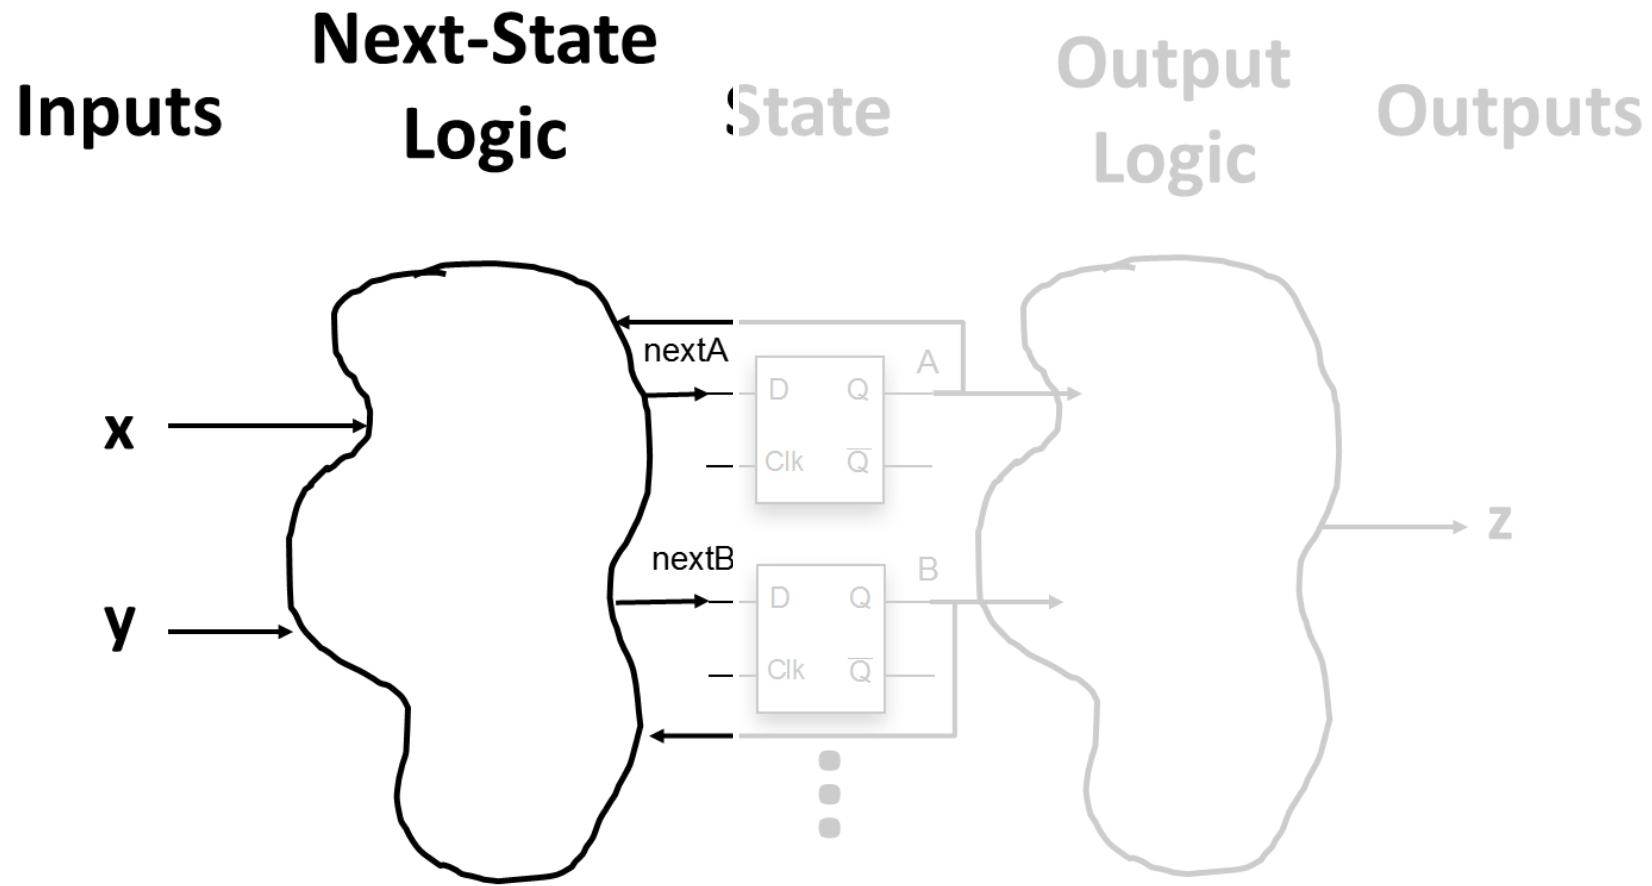 Inputs
Next-State
Logic
State
Output
Logic
Outputs
x
y
nextA
D Q
Clk Q
A
nextB
D Q
Clk Q
B
z